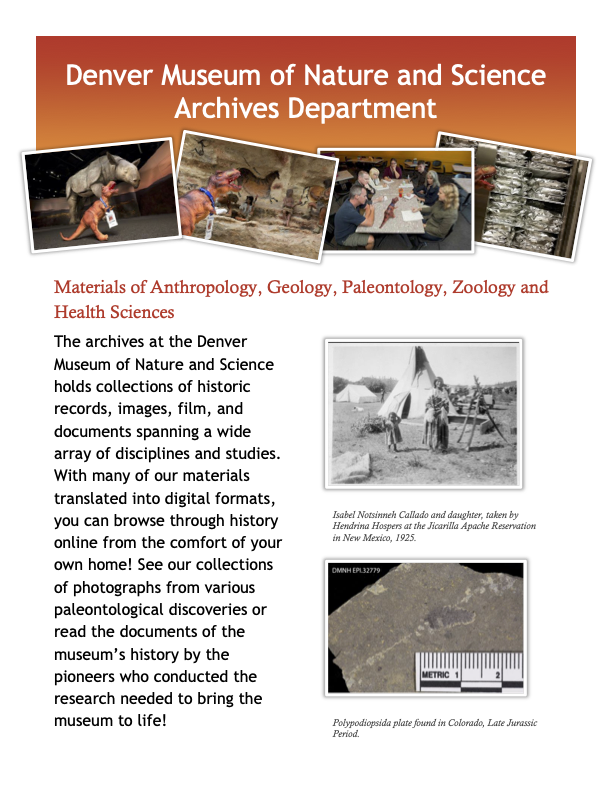 Denver Museum of Nature and Science
Archives Department
Materials of Anthropology, Geology, Paleontology, Zoology and
Health Sciences
The archives at the Denver
Museum of Nature and Science
holds collections of historic
records, images, film, and
documents spanning a wide
array of disciplines and studies.
With many of our materials
translated into digital formats,
you can browse through history
online from the comfort of your
own home! See our collections
of photographs from various
paleontological discoveries or
read the documents of the
museum’s history by the
pioneers who conducted the
research needed to bring the
museum to life!
Isabel Notsinneh Callado and daughter, taken by
Hendrina Hospers at the Jicarilla Apache Reservation
in New Mexico, 1925.
DMNH EPI.32779
METRIC 1 2
Polypodiopsida plate found in Colorado, Late Jurassic
Period.